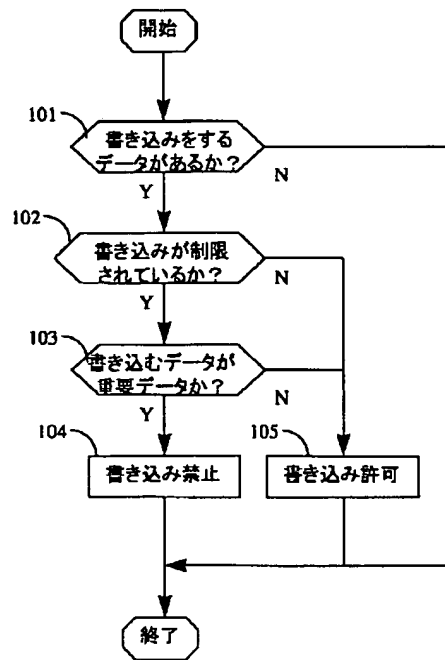 開始
101
書き込みをする
データがあるか？
N
Y
102
書き込みが制限
されているか？
N
Y
103
書き込むデータが
重要データか？
N
Y
104
書き込み禁止
105
書き込み許可
終了